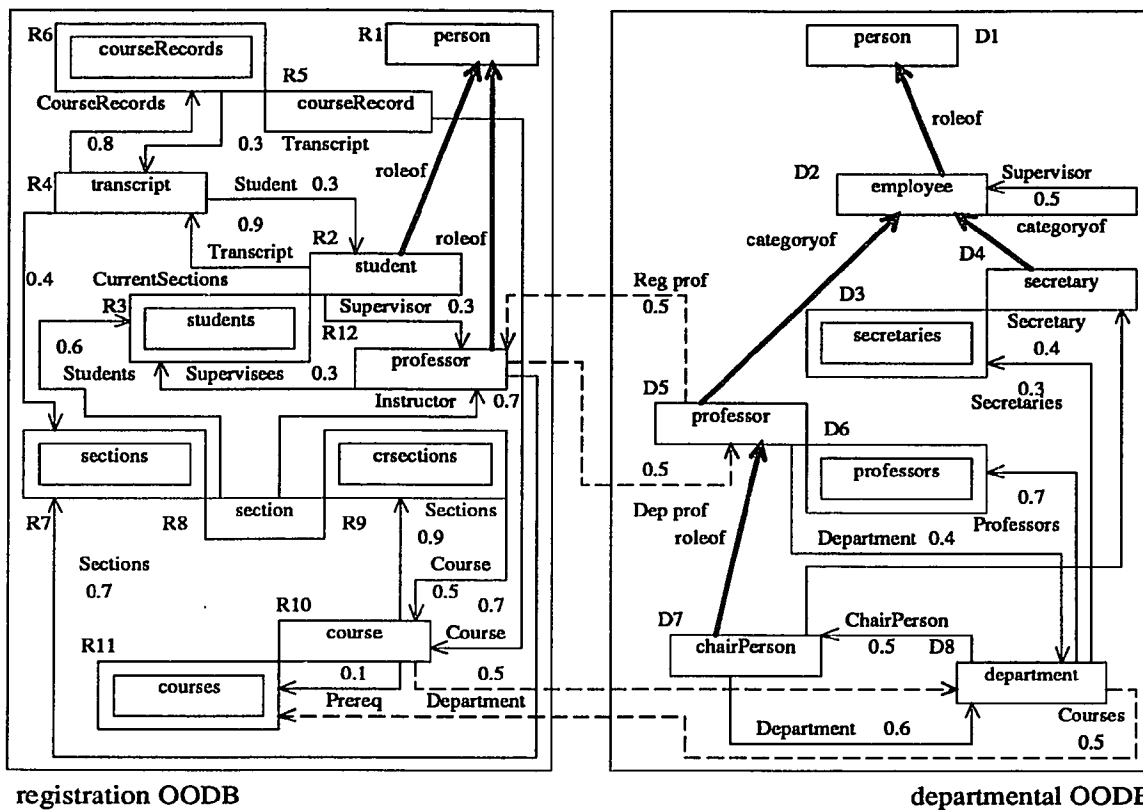 R6
courseRecords
R1
person
R5
CourseRecords
courseRecord
0.8
0.3
Transcript
roleof
R4
transcript
Student 0.3
0.9
R2
roleof
Transcript
student
0.4
CurrentSections
R3
Supervisor 0.3
students
R12
0.6
professor
Students
Supervisees 0.3
Instructor 0.7
sections
crsections
R7
R8
section
R9
Sections
0.9
Sections
0.7
Course
0.5
0.7
R10
course
Course
R11
0.1
0.5
courses
Prereq
Department
registration OODB
person
D1
roleof
D2
employee
Supervisor
0.5
categoryof
categoryof
D4
secretary
Reg prof
0.5
D3
Secretary
secretaries
0.4
0.3
Secretaries
D5
professor
D6
professors
0.5
0.7
Dep prof
Professors
roleof
Department 0.4
D7
ChairPerson
chairPerson
0.5
D8
department
Courses
Department 0.6
0.5
departmental OODB